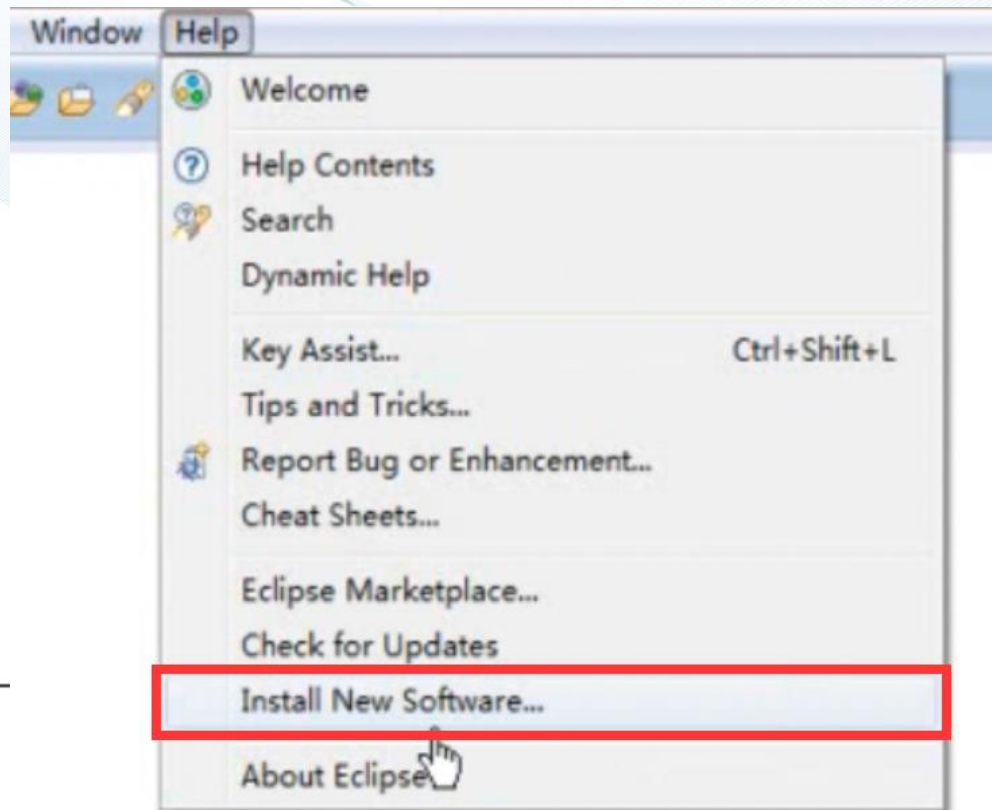 Window Help
Welcome
Help Contents
Search
Dynamic Help
Key Assist... Ctrl+Shift+L
Tips and Tricks...
Report Bug or Enhancement...
Cheat Sheets...
Eclipse Marketplace...
Check for Updates
Install New Software...
About Eclipse